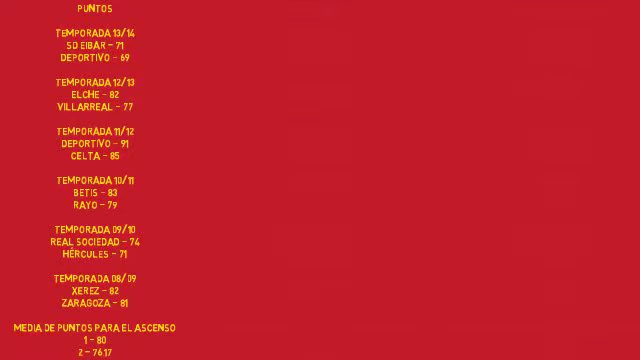 PUNTOS
TEMPORADA 13/14
SD EIBAR - 71
DEPORTIVO - 69
TEMPORADA 12/13
ELCHE - 82
VILLARREAL - 77
TEMPORADA 11/12
DEPORTIVO - 91
CELTA - 85
TEMPORADA 10/11
BETIS - 83
RAYO - 79
TEMPORADA 09/10
REAL SOCIEDAD - 74
HÉRCULES - 71
TEMPORADA 08/09
XEREZ - 82
ZARAGOZA - 81
MEDIA DE PUNTOS PARA EL ASCENSO
1 - 80
2 - 76.17